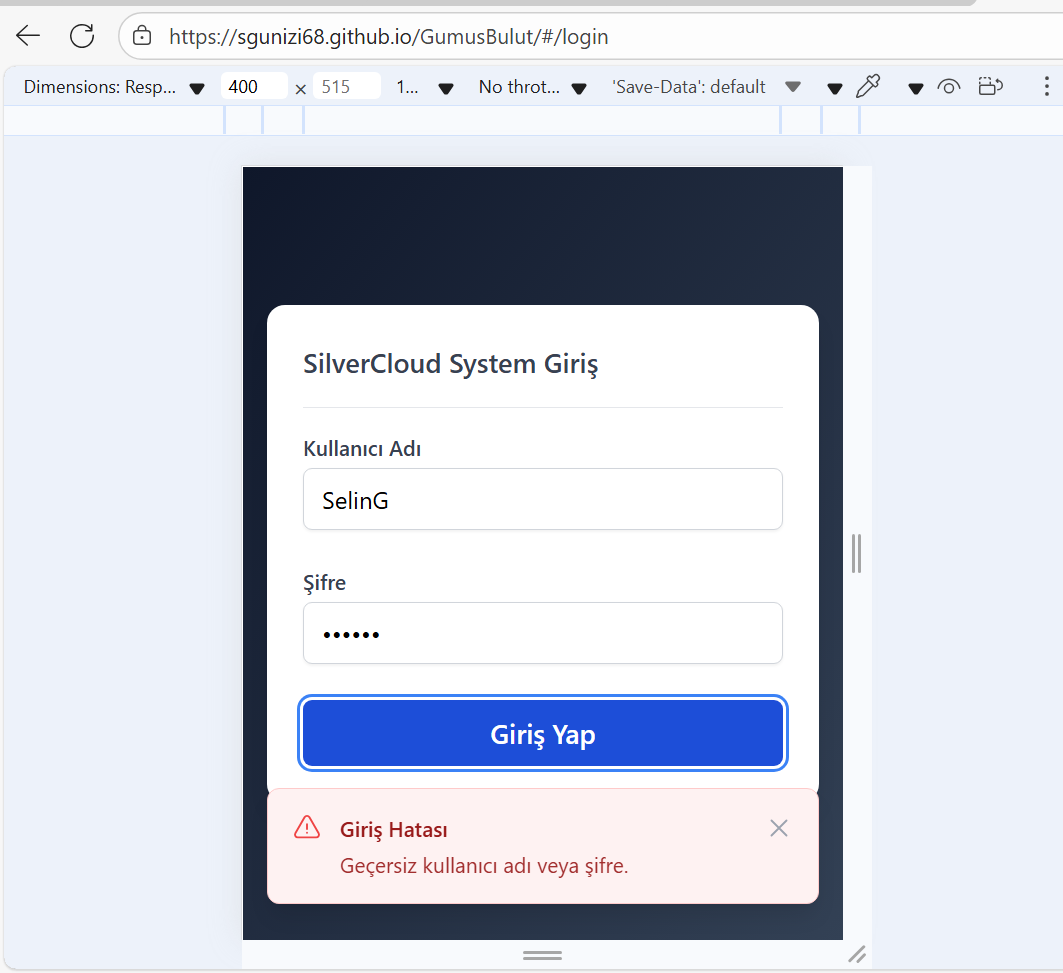 https://sgunizi68.github.io/GumusBulut/#/login
Dimensions: Resp... 400 × 515 1... No throt... 'Save-Data': default
SilverCloud System Giriş
Kullanıcı Adı
SelinG
Şifre
••••••
Giriş Yap
Giriş Hatası
Geçersiz kullanıcı adı veya şifre.